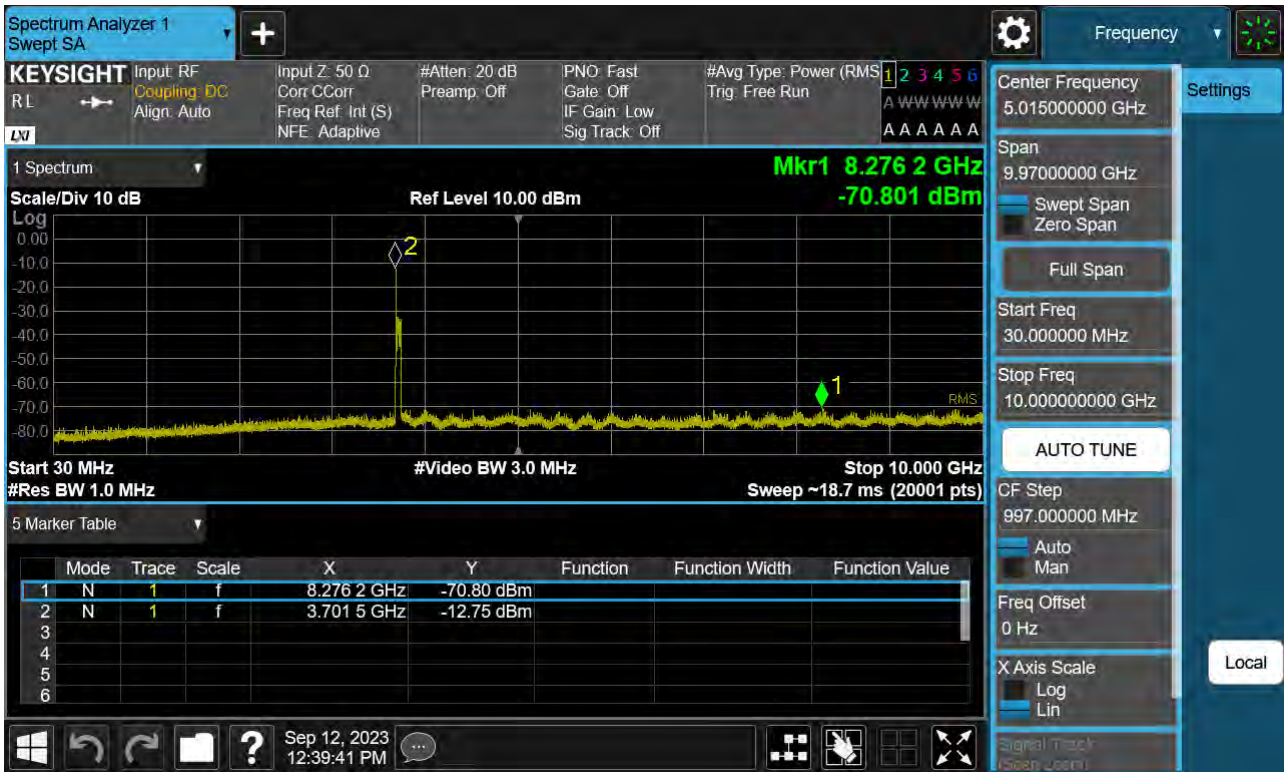 Spectrum Analyzer 1
Swept SA
+
Frequency
KEYSIGHT
RL
LXI
Input: RF
Coupling: DC
Align: Auto
Input Z: 50 Ω
Corr CCorr
Freq Ref: Int (S)
NFE: Adaptive
#Atten: 20 dB
Preamp: Off
PNO: Fast
Gate: Off
IF Gain: Low
Sig Track: Off
#Avg Type: Power (RMS
Trig: Free Run
1 2 3 4 5 6
A W W W W W
A A A A A A
1 Spectrum
Mkr1 8.276 2 GHz
Scale/Div 10 dB
Ref Level 10.00 dBm
-70.801 dBm
Log
0.00
-10.0
-20.0
-30.0
-40.0
-50.0
-60.0
-70.0
-80.0
2
1
RMS
Start 30 MHz
#Video BW 3.0 MHz
Stop 10.000 GHz
#Res BW 1.0 MHz
Sweep ~18.7 ms (20001 pts)
5 Marker Table
Mode Trace Scale X Y Function Function Width Function Value
1 N 1 f 8.276 2 GHz -70.80 dBm
2 N 1 f 3.701 5 GHz -12.75 dBm
3
4
5
6
Sep 12, 2023
12:39:41 PM
?
Center Frequency
5.015000000 GHz
Settings
Span
9.97000000 GHz
Swept Span
Zero Span
Full Span
Start Freq
30.000000 MHz
Stop Freq
10.000000000 GHz
AUTO TUNE
CF Step
997.000000 MHz
Auto
Man
Freq Offset
0 Hz
X Axis Scale
Log
Lin
Local
Signal Track
(Span Zoom)